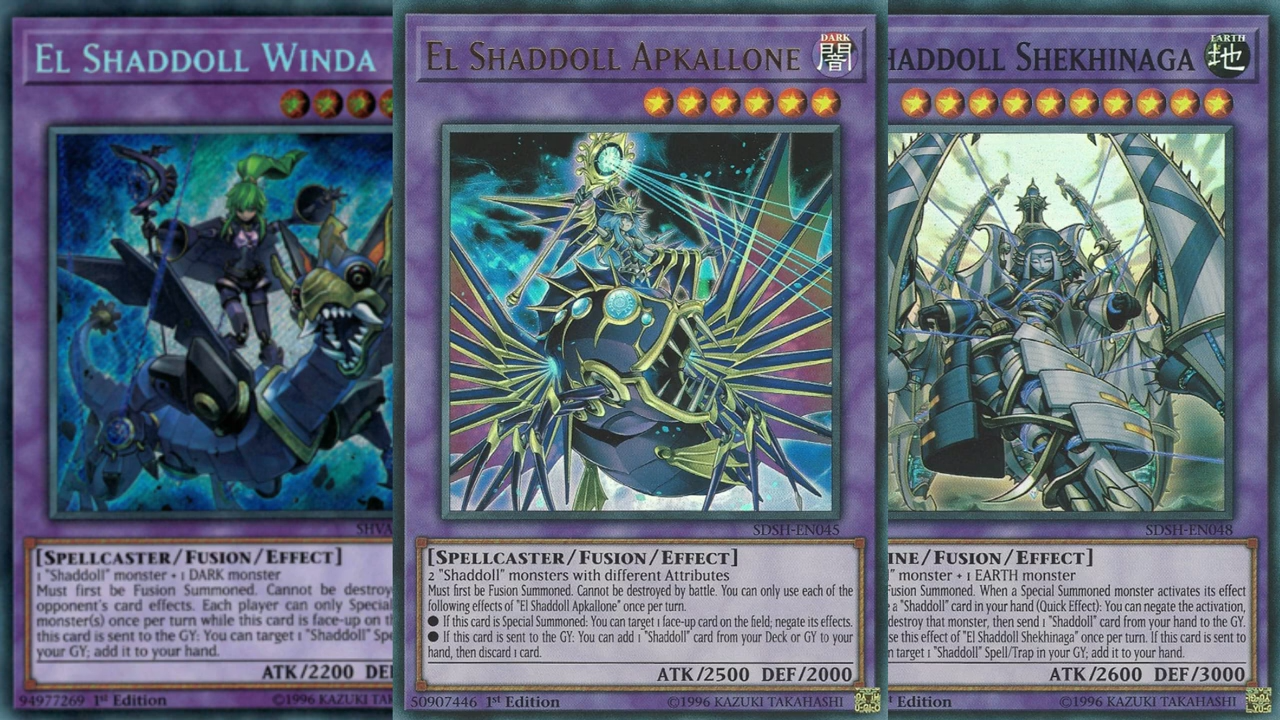 EL SHADDOLL WINDA
SHVA
[SPELLCASTER/FUSION/EFFECT]
1 "Shaddoll" monster + 1 DARK monster
Must first be Fusion Summoned. Cannot be destroy
opponent's card effects. Each player can only Special
monster(s) once per turn while this card is face-up on th
this card is sent to the GY: You can target 1 "Shaddoll" Spe
your GY; add it to your hand.
ATK/2200 DE
94977269 1st Edition ©1996 KAZUKI TAK
EL SHADDOLL APKALLONE
DARK
闇
SDSH-EN045
[SPELLCASTER/FUSION/EFFECT]
2 "Shaddoll" monsters with different Attributes
Must first be Fusion Summoned. Cannot be destroyed by battle. You can only use each of the
following effects of "El Shaddoll Apkallone" once per turn.
● If this card is Special Summoned: You can target 1 face-up card on the field; negate its effects.
● If this card is sent to the GY: You can add 1 "Shaddoll" card from your Deck or GY to your
hand, then discard 1 card.
ATK/2500 DEF/2000
50907446 1st Edition ©1996 KAZUKI TAKAHASHI
HADDOLL SHEKHINAGA
EARTH
地
SDSH-EN048
INE/FUSION/EFFECT]
" monster + 1 EARTH monster
Fusion Summoned. When a Special Summoned monster activates its effect
e a "Shaddoll" card in your hand (Quick Effect): You can negate the activation,
destroy that monster, then send 1 "Shaddoll" card from your hand to the GY.
se this effect of "El Shaddoll Shekhinaga" once per turn. If this card is sent to
n target 1 "Shaddoll" Spell/Trap in your GY; add it to your hand.
ATK/2600 DEF/3000
Edition ©1996 KAZUKI TAKAHASHI